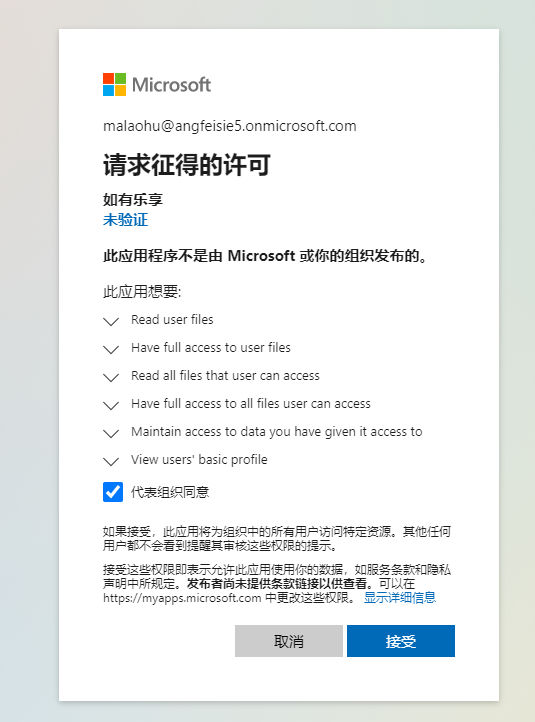 Microsoft
malaohu@angfeisie5.onmicrosoft.com
请求征得的许可
如有乐享
未验证
此应用程序不是由 Microsoft 或你的组织发布的。
此应用想要:
Read user files
Have full access to user files
Read all files that user can access
Have full access to all files user can access
Maintain access to data you have given it access to
View users' basic profile
代表组织同意
如果接受，此应用将为组织中的所有用户访问特定资源。其他任何
用户都不会看到提醒其审核这些权限的提示。
接受这些权限即表示允许此应用使用你的数据，如服务条款和隐私
声明中所规定。发布者尚未提供条款链接以供查看。可以在
https://myapps.microsoft.com 中更改这些权限。 显示详细信息
取消
接受